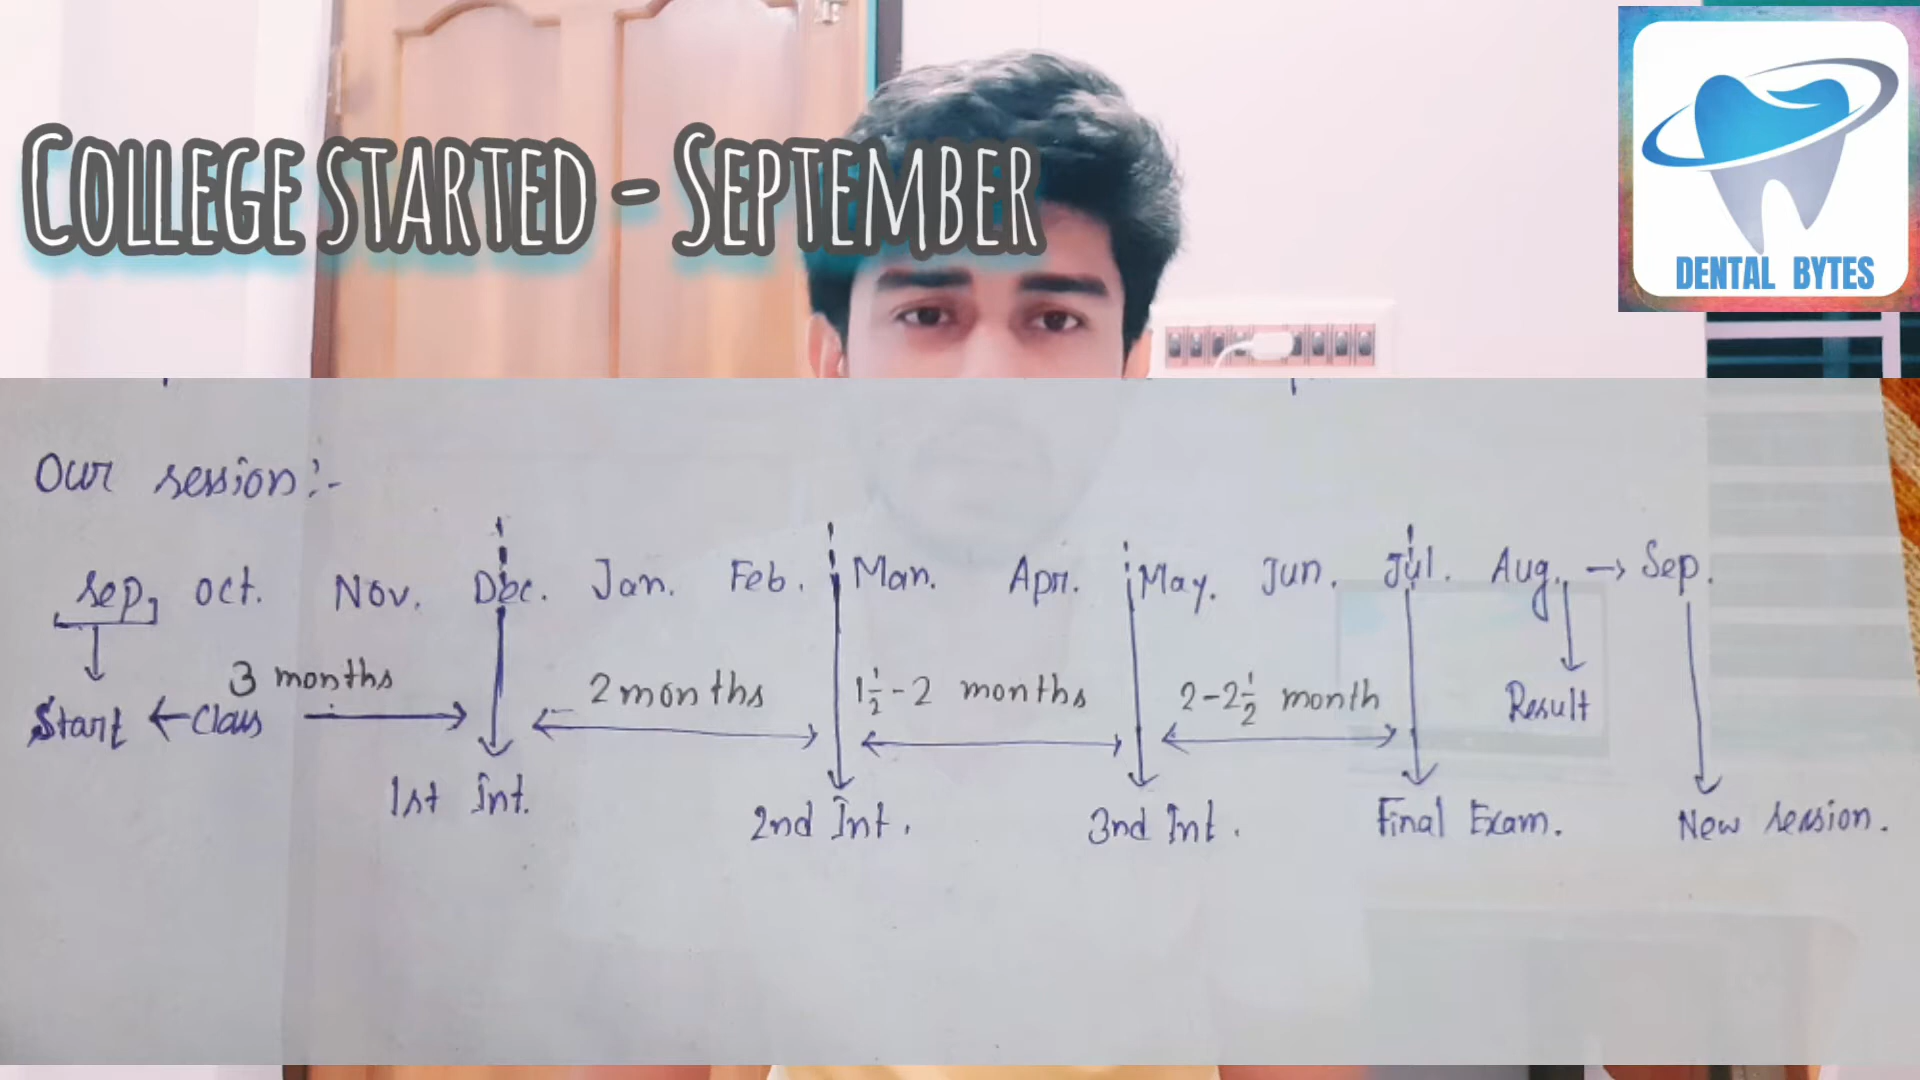 COLLEGE STARTED - SEPTEMBER
DENTAL BYTES
Our session:-
Sep, Oct. Nov. Dec. Jan. Feb. Mar. Apr. May. Jun. Jul. Aug. → Sep.
3 months 2 months 1½-2 months 2-2½ month
Start ← Class → Result
1st Int. 2nd Int. 3nd Int. Final Exam. New session.